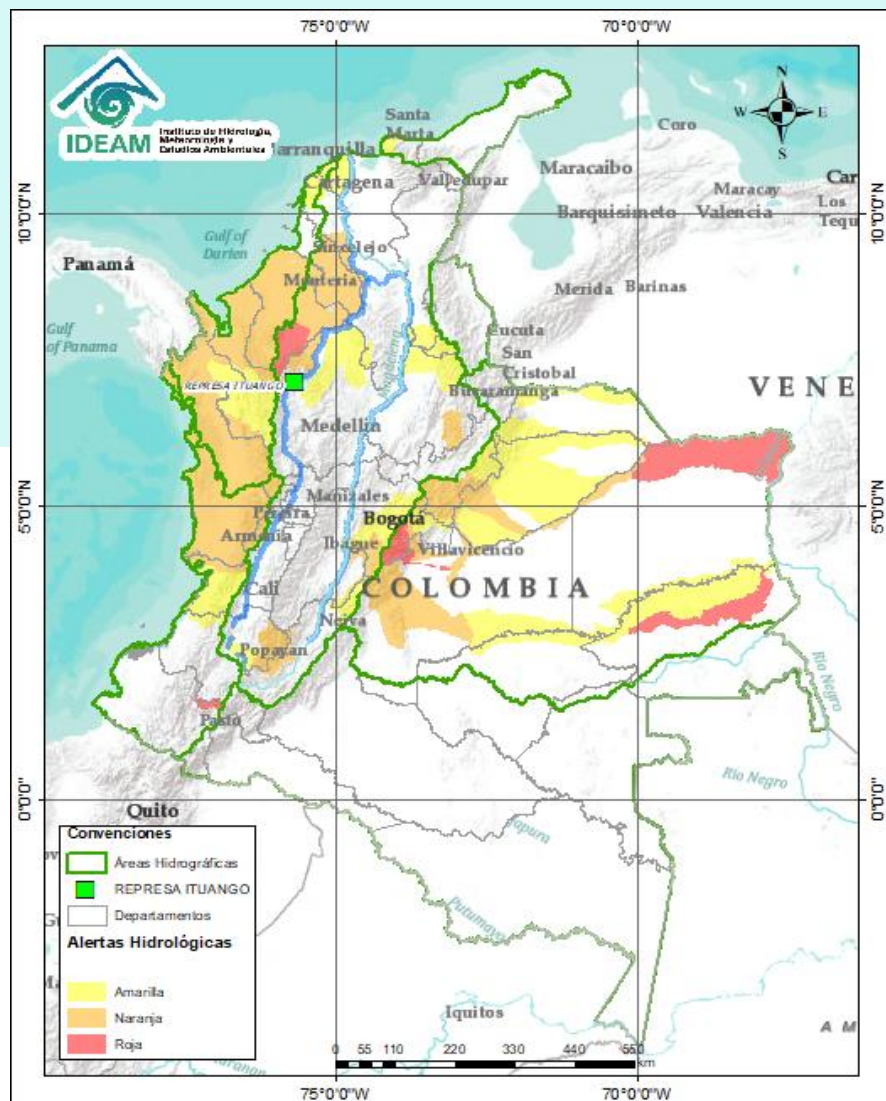 75°0'0"W
70°0'0"W
IDEAM
Instituto de Hidrología,
Meteorología y
Estudios Ambientales
N
W
E
S
Santa
Marta
Coro
Cartagena
Valledupar
Maracaibo
Maracay
Car
Barquisimeto
Valencia
Los
Tequ
10°0'0"N
10°0'0"N
Gulf of
Darien
Sincelejo
Panamá
Monteria
Merida
Barinas
Gulf
of Panama
Cucuta
San
Cristobal
REPRESA ITUANGO
Bucaramanga
VENE
Magdalena
Medellin
Manizales
5°0'0"N
5°0'0"N
Pereira
Bogotá
Armenia
Ibague
Villavicencio
COLOMBIA
Cali
Neiva
Popayan
Rio Negro
Pasto
Rio Negro
Quito
0°0'0"
0°0'0"
Putumayo
Iquitos
A M
Convenciones
Áreas Hidrográficas
REPRESA ITUANGO
Departamentos
Alertas Hidrológicas
Amarilla
Naranja
Roja
0 55 110 220 330 440 550
km
75°0'0"W
70°0'0"W